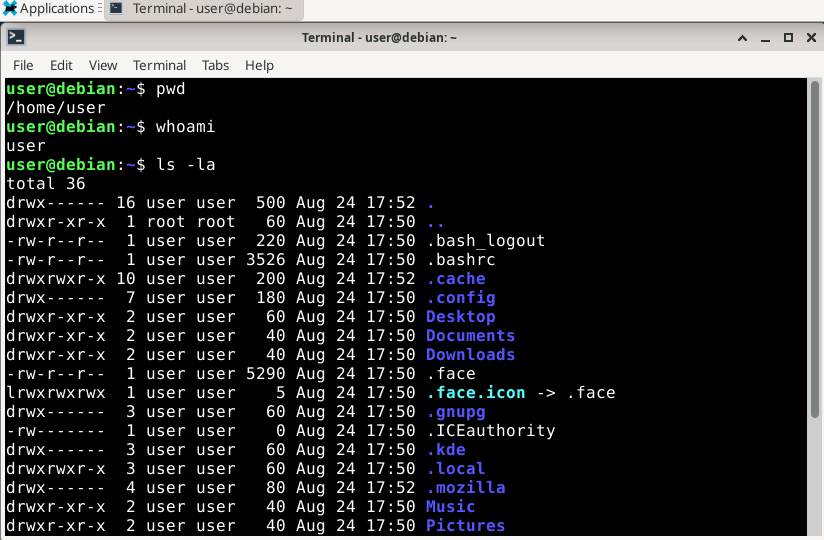 Applications Terminal - user@debian: ~
Terminal - user@debian: ~
File Edit View Terminal Tabs Help
user@debian:~$ pwd
/home/user
user@debian:~$ whoami
user
user@debian:~$ ls -la
total 36
drwx------ 16 user user  500 Aug 24 17:52 .
drwxr-xr-x  1 root root   60 Aug 24 17:50 ..
-rw-r--r--  1 user user  220 Aug 24 17:50 .bash_logout
-rw-r--r--  1 user user 3526 Aug 24 17:50 .bashrc
drwxrwxr-x 10 user user  200 Aug 24 17:52 .cache
drwx------  7 user user  180 Aug 24 17:50 .config
drwxr-xr-x  2 user user   60 Aug 24 17:50 Desktop
drwxr-xr-x  2 user user   40 Aug 24 17:50 Documents
drwxr-xr-x  2 user user   40 Aug 24 17:50 Downloads
-rw-r--r--  1 user user 5290 Aug 24 17:50 .face
lrwxrwxrwx  1 user user    5 Aug 24 17:50 .face.icon -> .face
drwx------  3 user user   60 Aug 24 17:50 .gnupg
-rw-------  1 user user    0 Aug 24 17:50 .ICEauthority
drwx------  3 user user   60 Aug 24 17:50 .kde
drwxrwxr-x  3 user user   60 Aug 24 17:50 .local
drwx------  4 user user   80 Aug 24 17:52 .mozilla
drwxr-xr-x  2 user user   40 Aug 24 17:50 Music
drwxr-xr-x  2 user user   40 Aug 24 17:50 Pictures